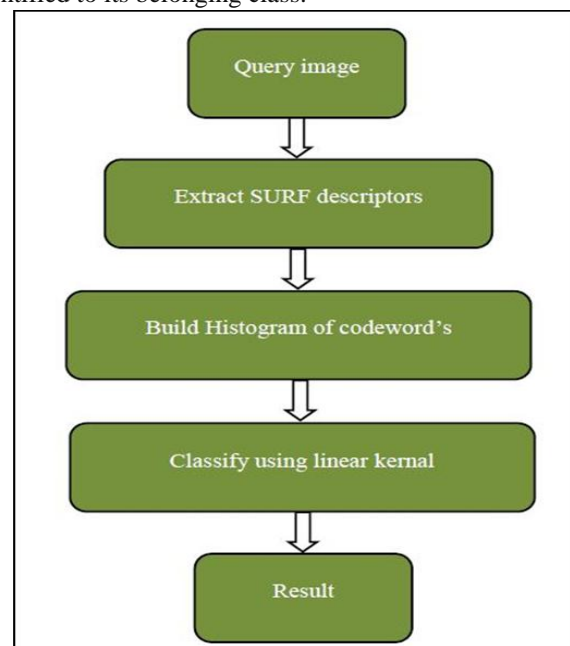 ntified to its belonging class.
Query image
Extract SURF descriptors
Build Histogram of codeword's
Classify using linear kernal
Result